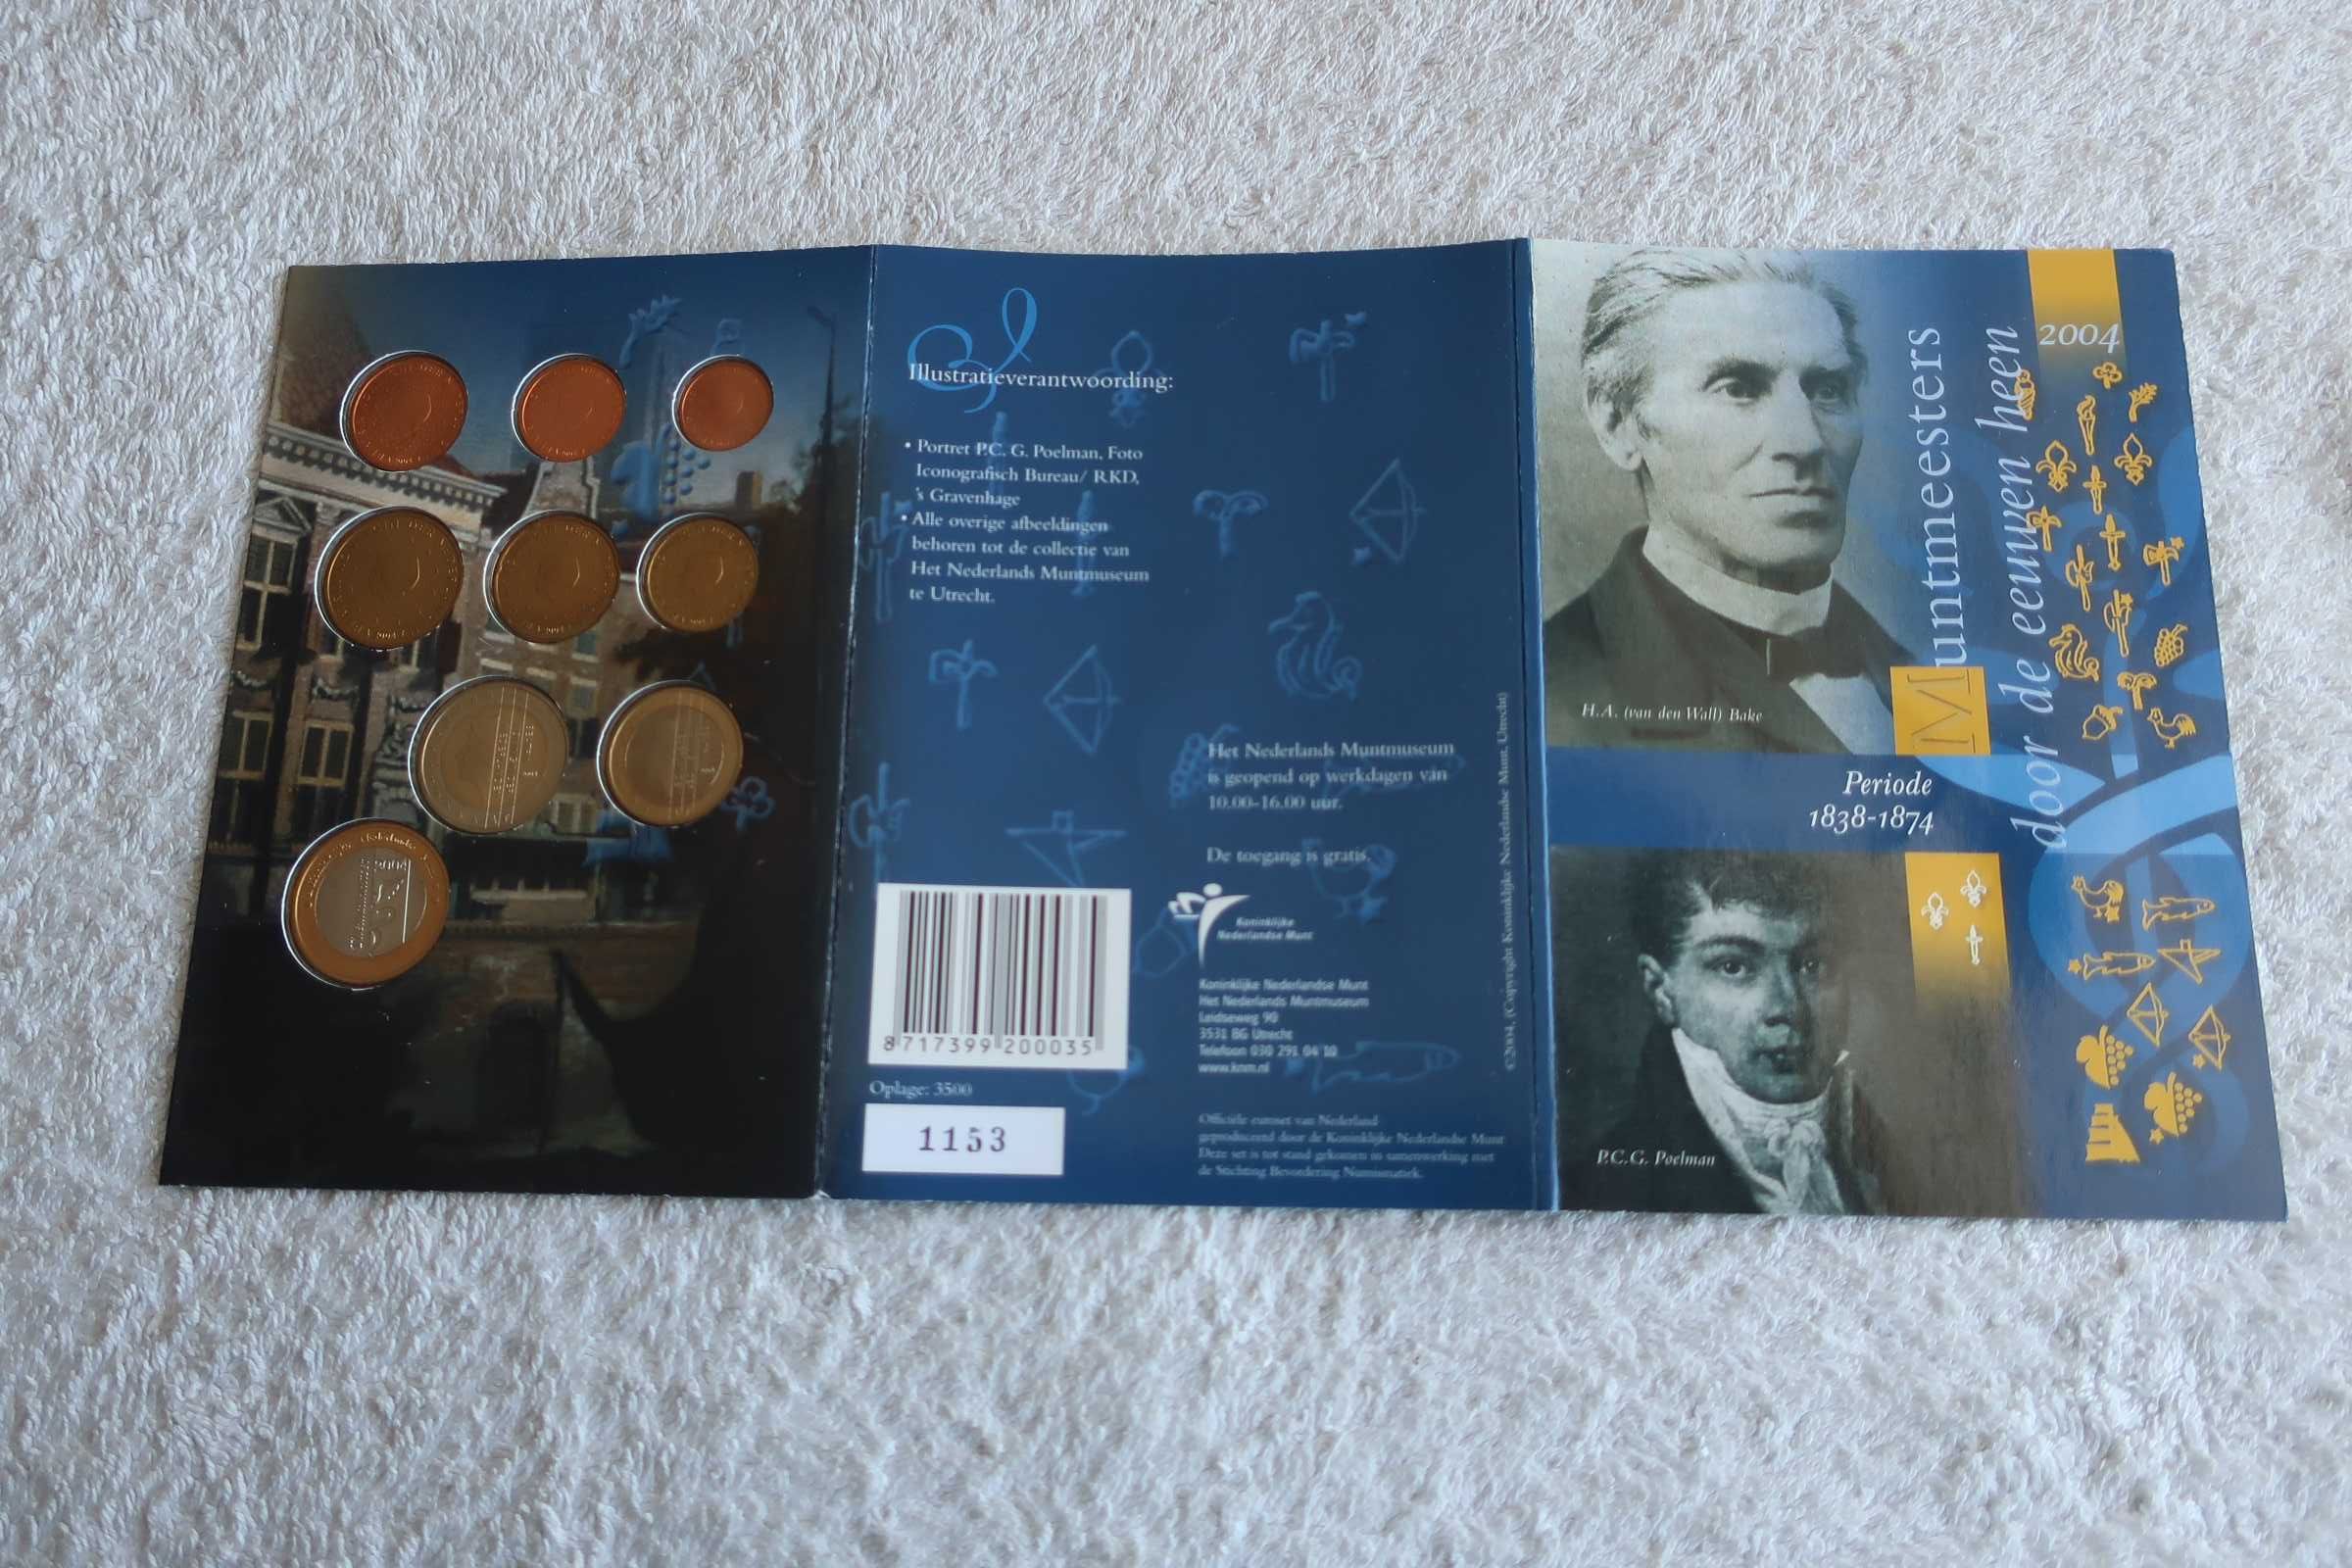 Illustratieverantwoording:
• Portret P.C. G. Poelman, Foto
Iconografisch Bureau/ RKD,
's Gravenhage
• Alle overige afbeeldingen
behoren tot de collectie van
Het Nederlands Muntmuseum
te Utrecht.
Het Nederlands Muntmuseum
is geopend op werkdagen van
10.00-16.00 uur.
De toegang is gratis.
Koninklijke
Nederlandse Munt
Koninklijke Nederlandse Munt
Het Nederlands Muntmuseum
Leidseweg 90
3531 BG Utrecht
Telefoon 030 291 04 10
www.knm.nl
8 717399 200035
Oplage: 3500
1153
Officiële euroset van Nederland
geproduceerd door de Koninklijke Nederlandse Munt
Deze set is tot stand gekomen in samenwerking met
de Stichting Bevordering Numismatiek.
©2004, (Copyright Koninklijke Nederlandse Munt, Utrecht)
2004
Muntmeesters
door de eeuwen heen
H.A. (van den Wall) Bake
Periode
1838-1874
P.C.G. Poelman